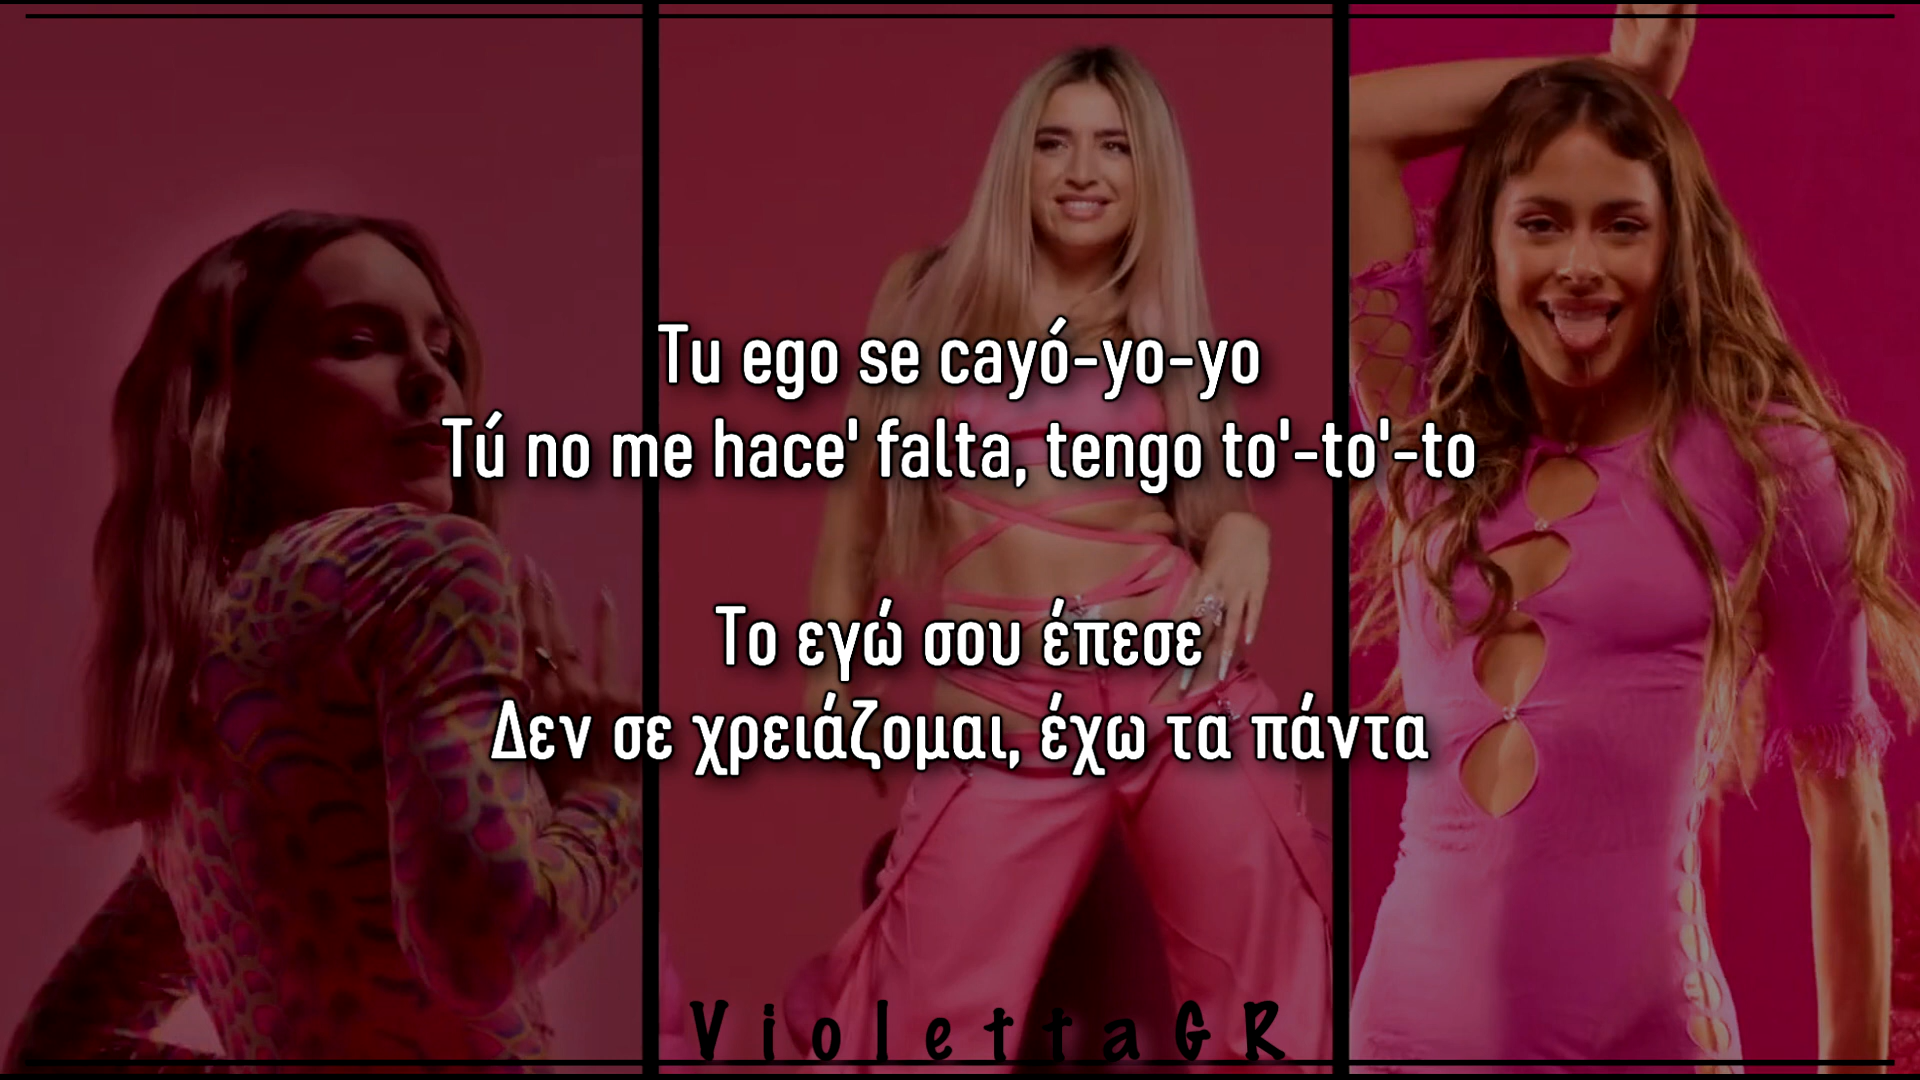 Tu ego se cayó-yo-yo
Tú no me hace' falta, tengo to'-to'-to
Το εγώ σου έπεσε
Δεν σε χρειάζομαι, έχω τα πάντα
ViolettaGR